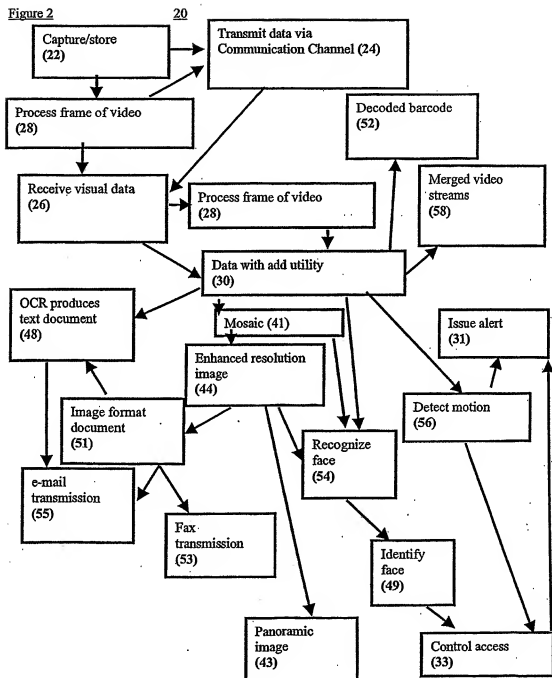 Figure 2 20
Capture/store
(22)
Transmit data via
Communication Channel (24)
Process frame of video
(28)
Decoded barcode
(52)
Receive visual data
(26)
Process frame of video
(28)
Merged video
streams
(58)
Data with add utility
(30)
OCR produces
text document
(48)
Mosaic (41)
Issue alert
(31)
Enhanced resolution
image
(44)
Image format
document
(51)
Detect motion
(56)
Recognize
face
(54)
e-mail
transmission
(55)
Fax
transmission
(53)
Identify
face
(49)
Panoramic
image
(43)
Control access
(33)